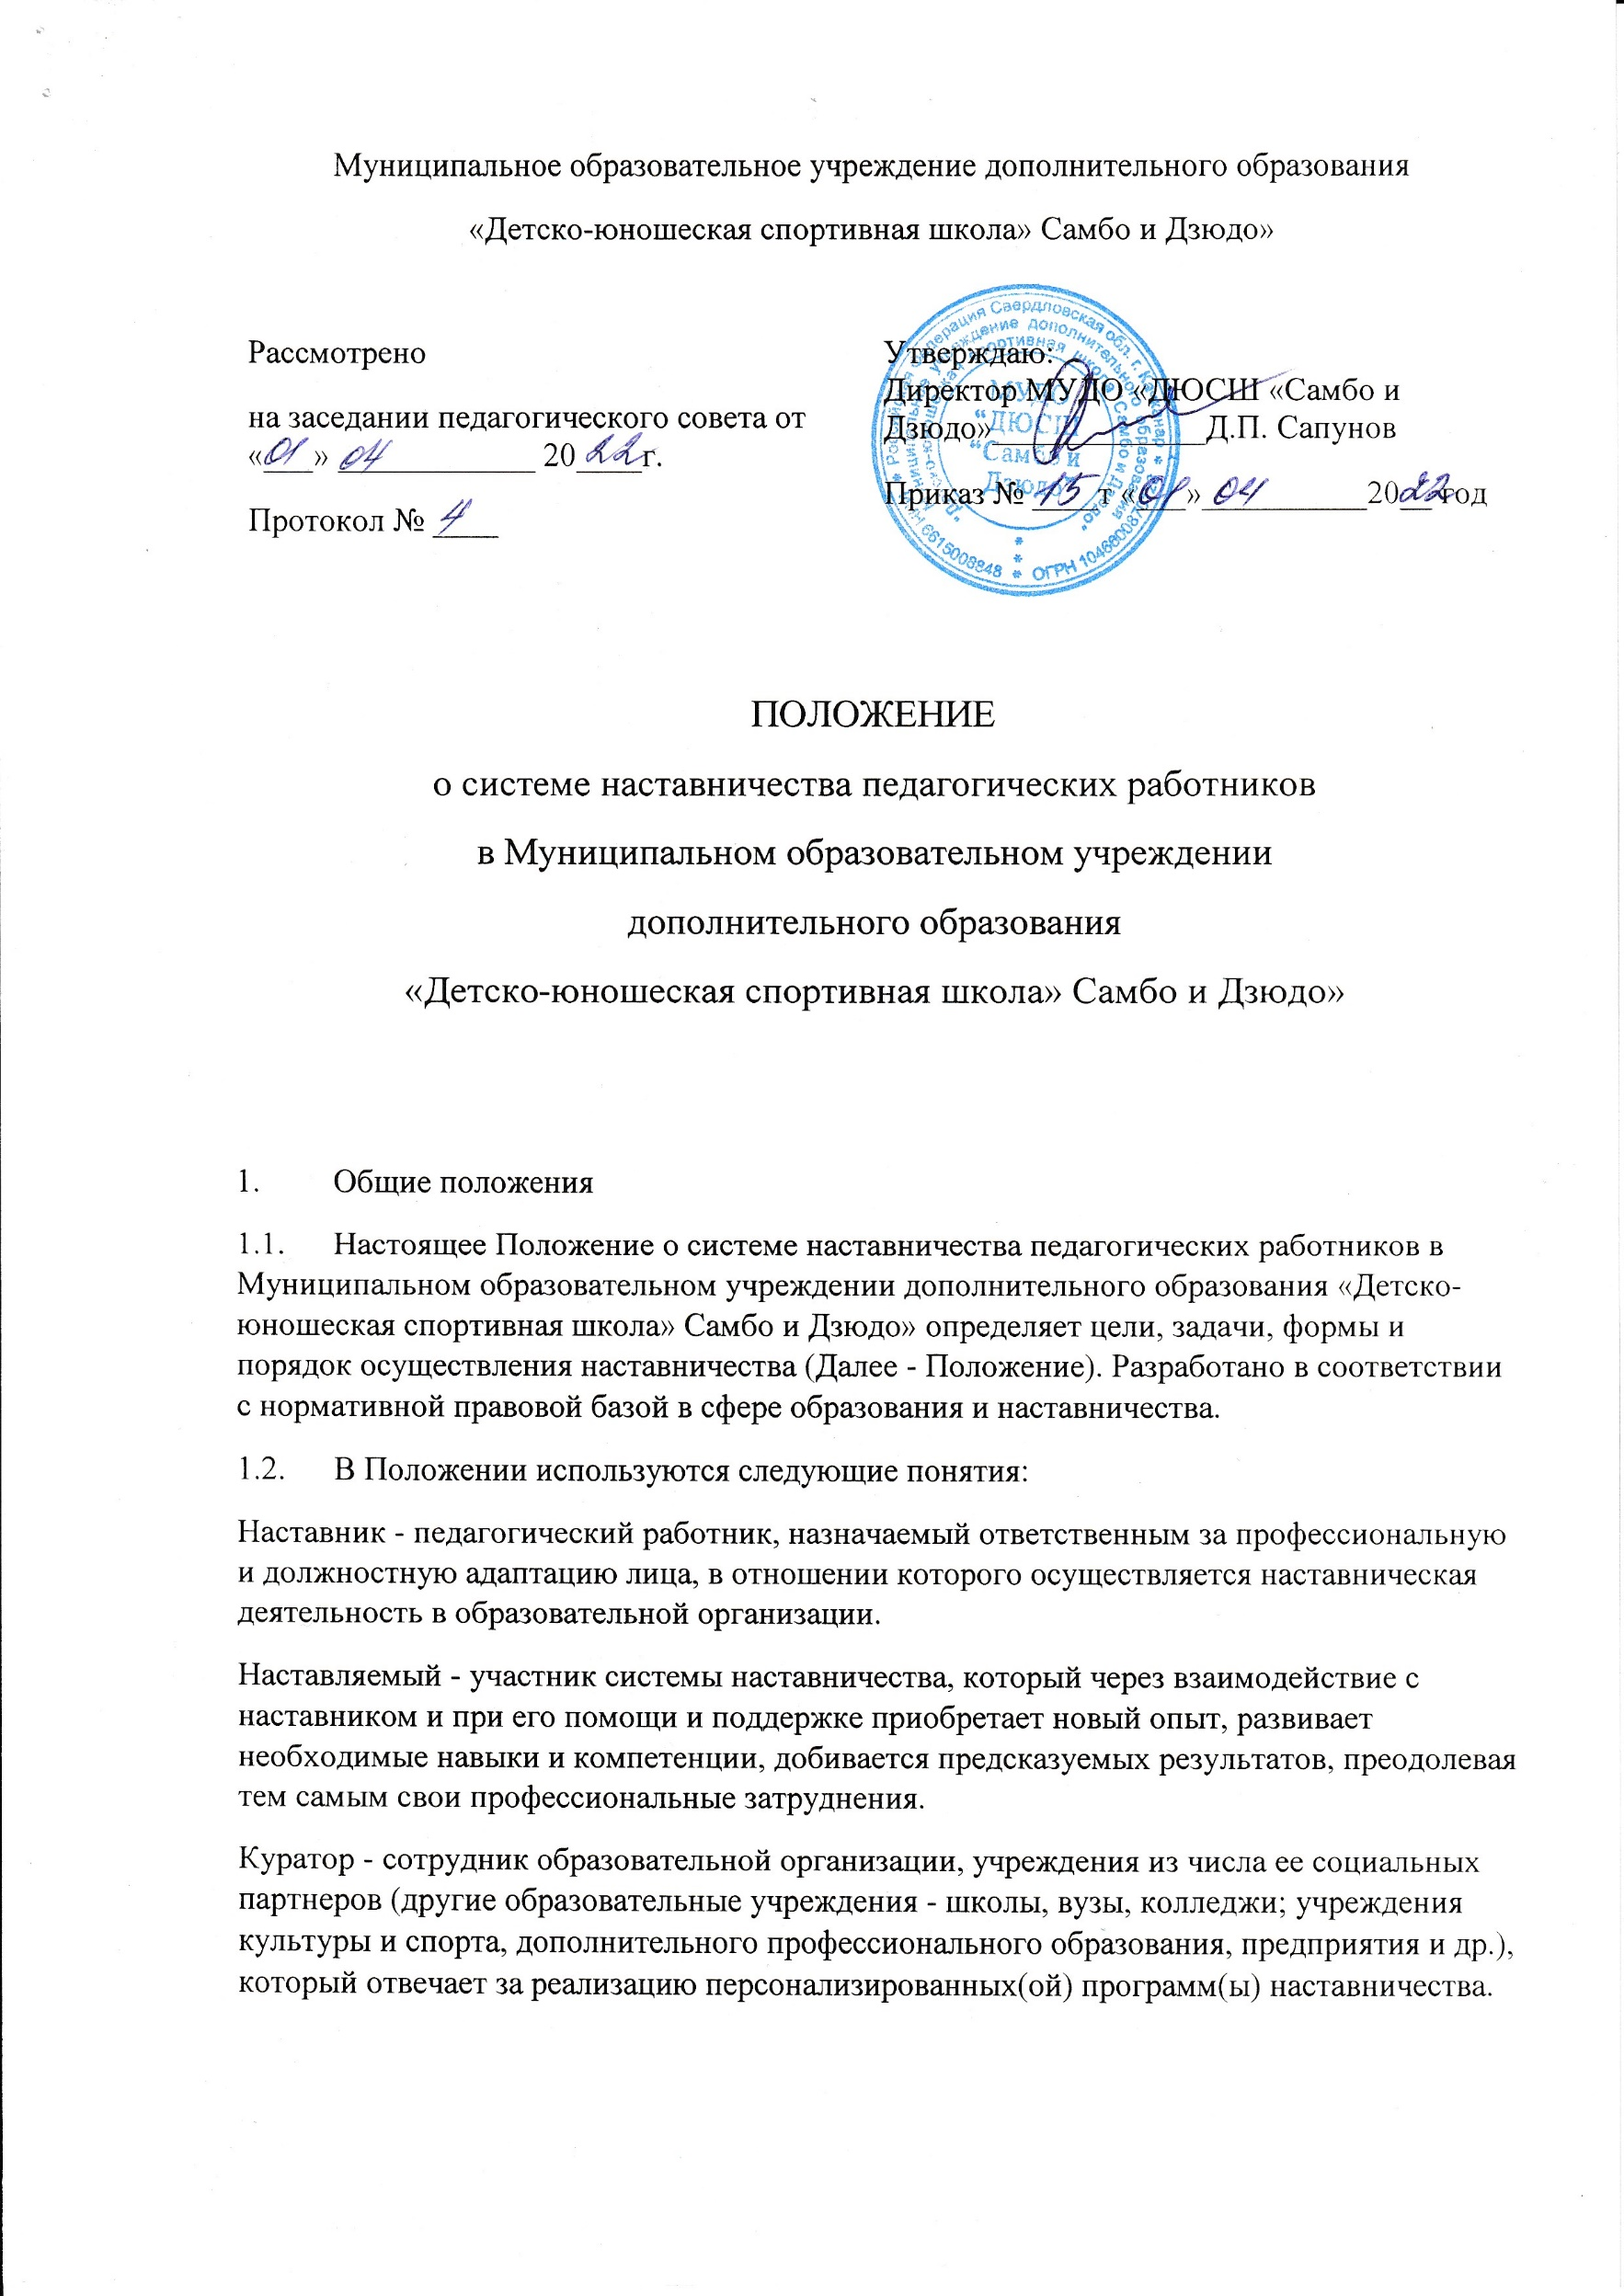 Муниципальное образовательное учреждение дополнительного образования
«Детско-юношеская спортивная школа» Самбо и Дзюдо»
Рассмотрено
на заседании педагогического совета от
«01» 04 2022г.
Протокол № 4
Утверждаю:
Директор МУДО «ДЮСШ «Самбо и
Дзюдо»____________Д.П. Сапунов
Приказ № 15 т «01» 04 2022 год
МУДО
“ДЮСШ
“Самбо и
Дзюдо”
ИНН 6615008848 * ОГРН
ПОЛОЖЕНИЕ
о системе наставничества педагогических работников
в Муниципальном образовательном учреждении
дополнительного образования
«Детско-юношеская спортивная школа» Самбо и Дзюдо»
1. Общие положения
1.1. Настоящее Положение о системе наставничества педагогических работников в
Муниципальном образовательном учреждении дополнительного образования «Детско-
юношеская спортивная школа» Самбо и Дзюдо» определяет цели, задачи, формы и
порядок осуществления наставничества (Далее - Положение). Разработано в соответствии
с нормативной правовой базой в сфере образования и наставничества.
1.2. В Положении используются следующие понятия:
Наставник - педагогический работник, назначаемый ответственным за профессиональную
и должностную адаптацию лица, в отношении которого осуществляется наставническая
деятельность в образовательной организации.
Наставляемый - участник системы наставничества, который через взаимодействие с
наставником и при его помощи и поддержке приобретает новый опыт, развивает
необходимые навыки и компетенции, добивается предсказуемых результатов, преодолевая
тем самым свои профессиональные затруднения.
Куратор - сотрудник образовательной организации, учреждения из числа ее социальных
партнеров (другие образовательные учреждения - школы, вузы, колледжи; учреждения
культуры и спорта, дополнительного профессионального образования, предприятия и др.),
который отвечает за реализацию персонализированных(ой) программ(ы) наставничества.